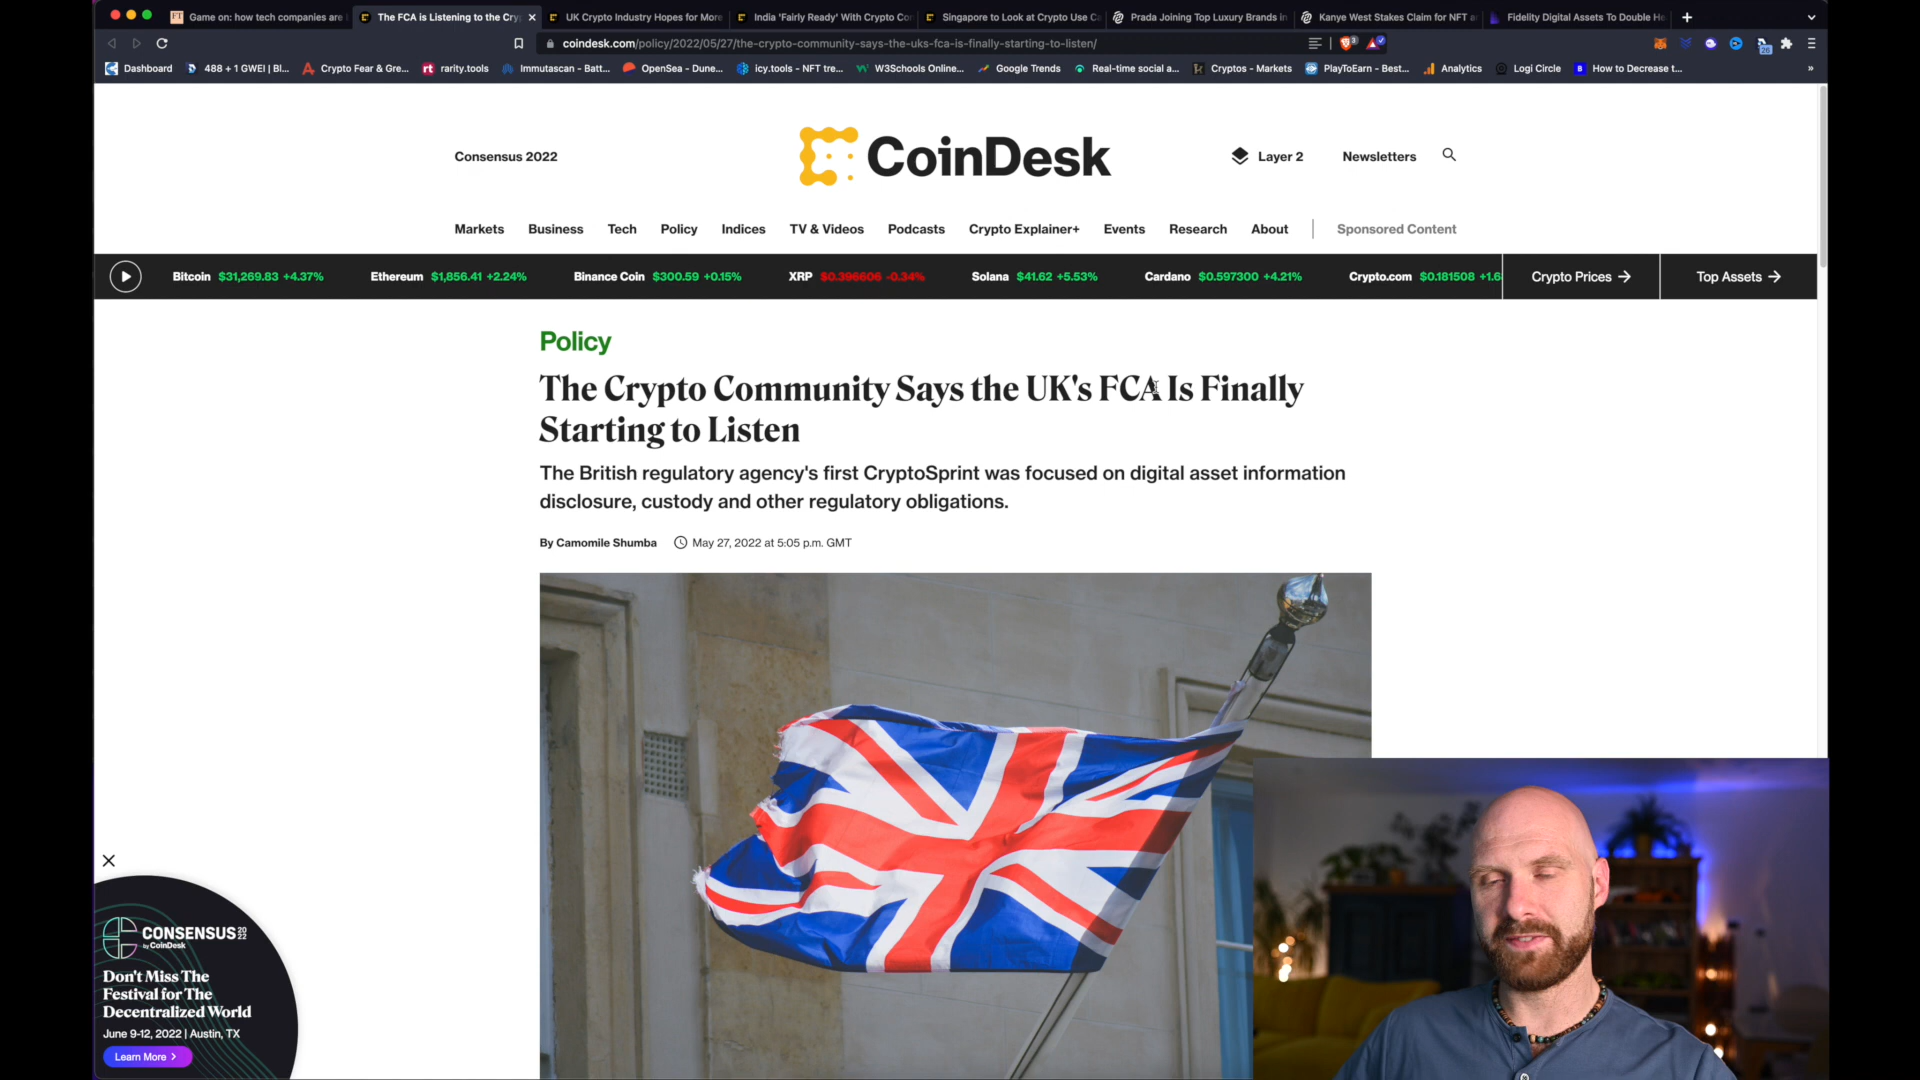 Game on: how tech companies are
The FCA is Listening to the Cry
UK Crypto Industry Hopes for More
India 'Fairly Ready' With Crypto Co
Singapore to Look at Crypto Use Ca
Prada Joining Top Luxury Brands in
Kanye West Stakes Claim for NFT a
Fidelity Digital Assets To Double He
coindesk.com/policy/2022/05/27/the-crypto-community-says-the-uks-fca-is-finally-starting-to-listen/
Dashboard
488 + 1 GWEI | Bl...
Crypto Fear & Gre...
rarity.tools
Immutascan - Batt...
OpenSea - Dune...
icy.tools - NFT tre...
W3Schools Online...
Google Trends
Real-time social a...
Cryptos - Markets
PlayToEarn - Best...
Analytics
Logi Circle
How to Decrease t...
Consensus 2022
CoinDesk
Layer 2
Newsletters
Markets
Business
Tech
Policy
Indices
TV & Videos
Podcasts
Crypto Explainer+
Events
Research
About
Sponsored Content
Bitcoin $31,269.83 +4.37%
Ethereum $1,856.41 +2.24%
Binance Coin $300.59 +0.15%
XRP $0.396606 -0.34%
Solana $41.62 +5.53%
Cardano $0.597300 +4.21%
Crypto.com $0.181508 +1.6
Crypto Prices →
Top Assets →
Policy
The Crypto Community Says the UK's FCA Is Finally
Starting to Listen
The British regulatory agency's first CryptoSprint was focused on digital asset information
disclosure, custody and other regulatory obligations.
By Camomile Shumba
May 27, 2022 at 5:05 p.m. GMT
CONSENSUS 2022
by CoinDesk
Don't Miss The
Festival for The
Decentralized World
June 9-12, 2022 | Austin, TX
Learn More >